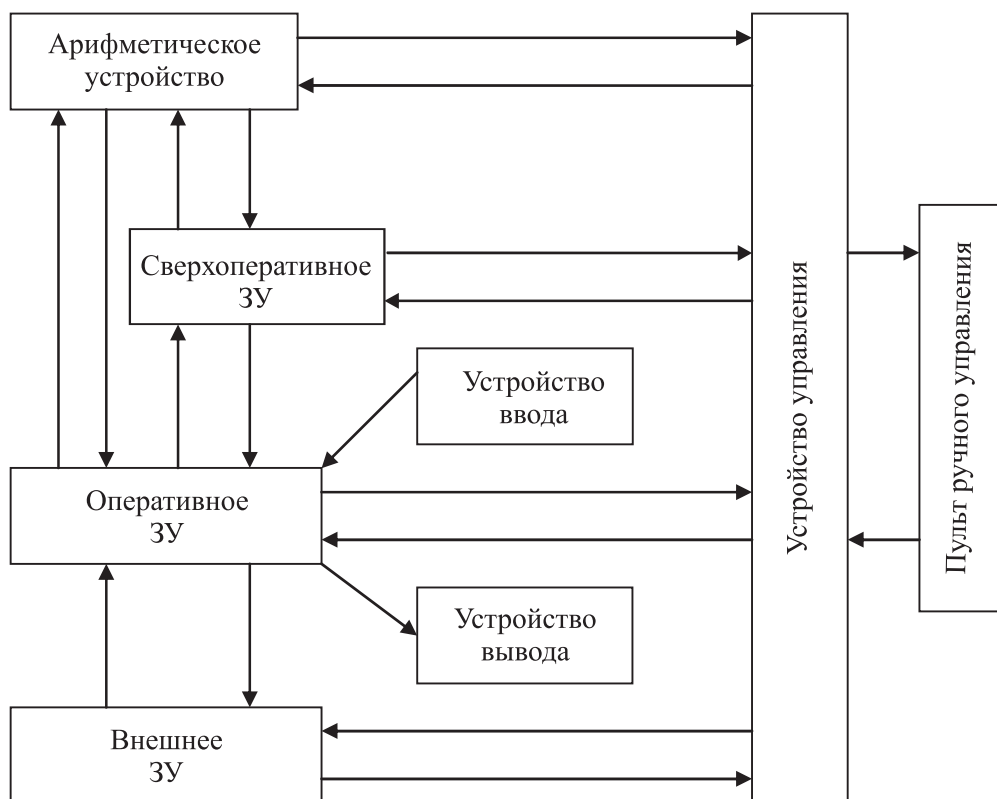 Арифметическое
устройство
Сверхоперативное
ЗУ
Устройство
ввода
Оперативное
ЗУ
Устройство
вывода
Внешнее
ЗУ
Устройство управления
Пульт ручного управления